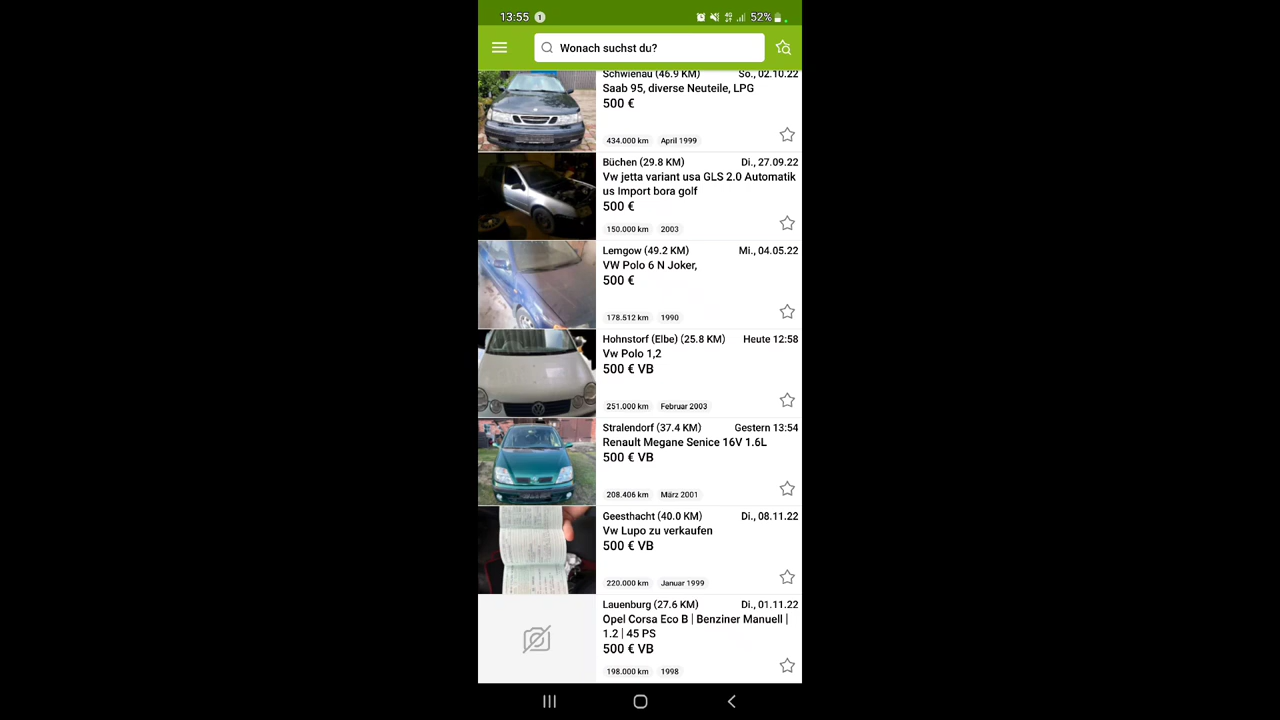 13:55 1 4G 52%
Wonach suchst du?
Schwienau (46.9 KM) So., 02.10.22
Saab 95, diverse Neuteile, LPG
500 €
434.000 km April 1999
Büchen (29.8 KM) Di., 27.09.22
Vw jetta variant usa GLS 2.0 Automatik
us Import bora golf
500 €
150.000 km 2003
Lemgow (49.2 KM) Mi., 04.05.22
VW Polo 6 N Joker,
500 €
178.512 km 1990
Hohnstorf (Elbe) (25.8 KM) Heute 12:58
Vw Polo 1,2
500 € VB
251.000 km Februar 2003
Stralendorf (37.4 KM) Gestern 13:54
Renault Megane Senice 16V 1.6L
500 € VB
208.406 km März 2001
Geesthacht (40.0 KM) Di., 08.11.22
Vw Lupo zu verkaufen
500 € VB
220.000 km Januar 1999
Lauenburg (27.6 KM) Di., 01.11.22
Opel Corsa Eco B | Benziner Manuell |
1.2 | 45 PS
500 € VB
198.000 km 1998